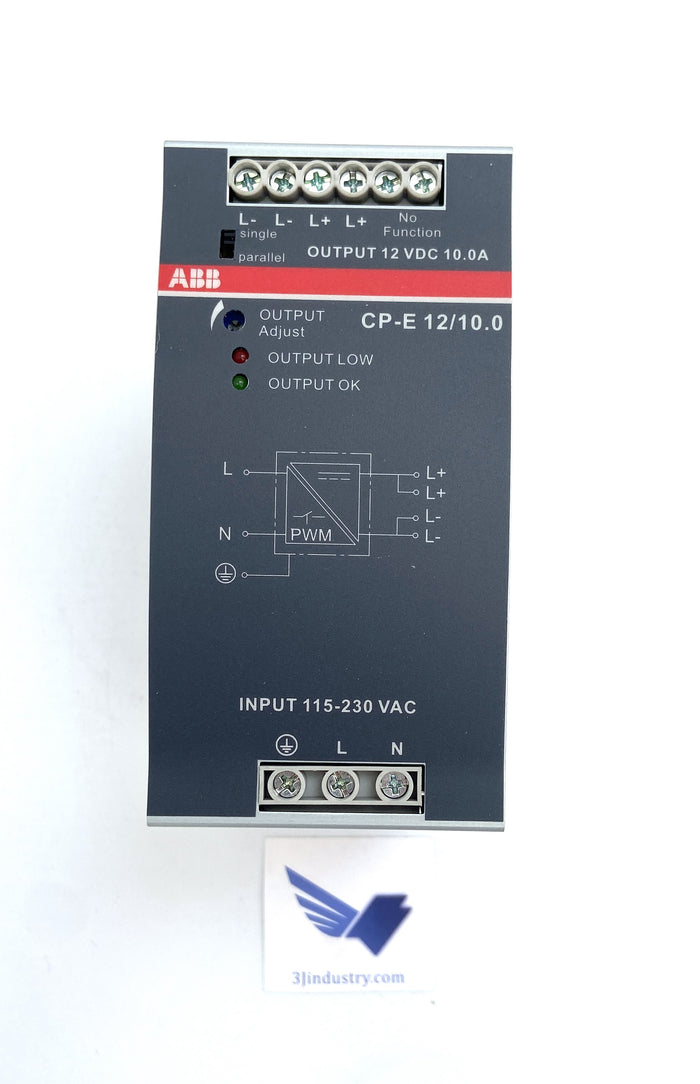 L- L- L+ L+ No
Function
single
parallel
OUTPUT 12 VDC 10.0A
ABB
OUTPUT
Adjust
CP-E 12/10.0
OUTPUT LOW
OUTPUT OK
L
L+
L+
N
PWM
L-
L-
INPUT 115-230 VAC
L N
3Jindustry.com